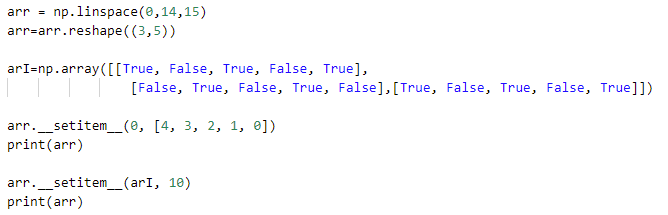 arr = np.linspace(0,14,15)
arr=arr.reshape((3,5))
arI=np.array([[True, False, True, False, True],
[False, True, False, True, False],[True, False, True, False, True]])
arr.__setitem__(0, [4, 3, 2, 1, 0])
print(arr)
arr.__setitem__(arI, 10)
print(arr)